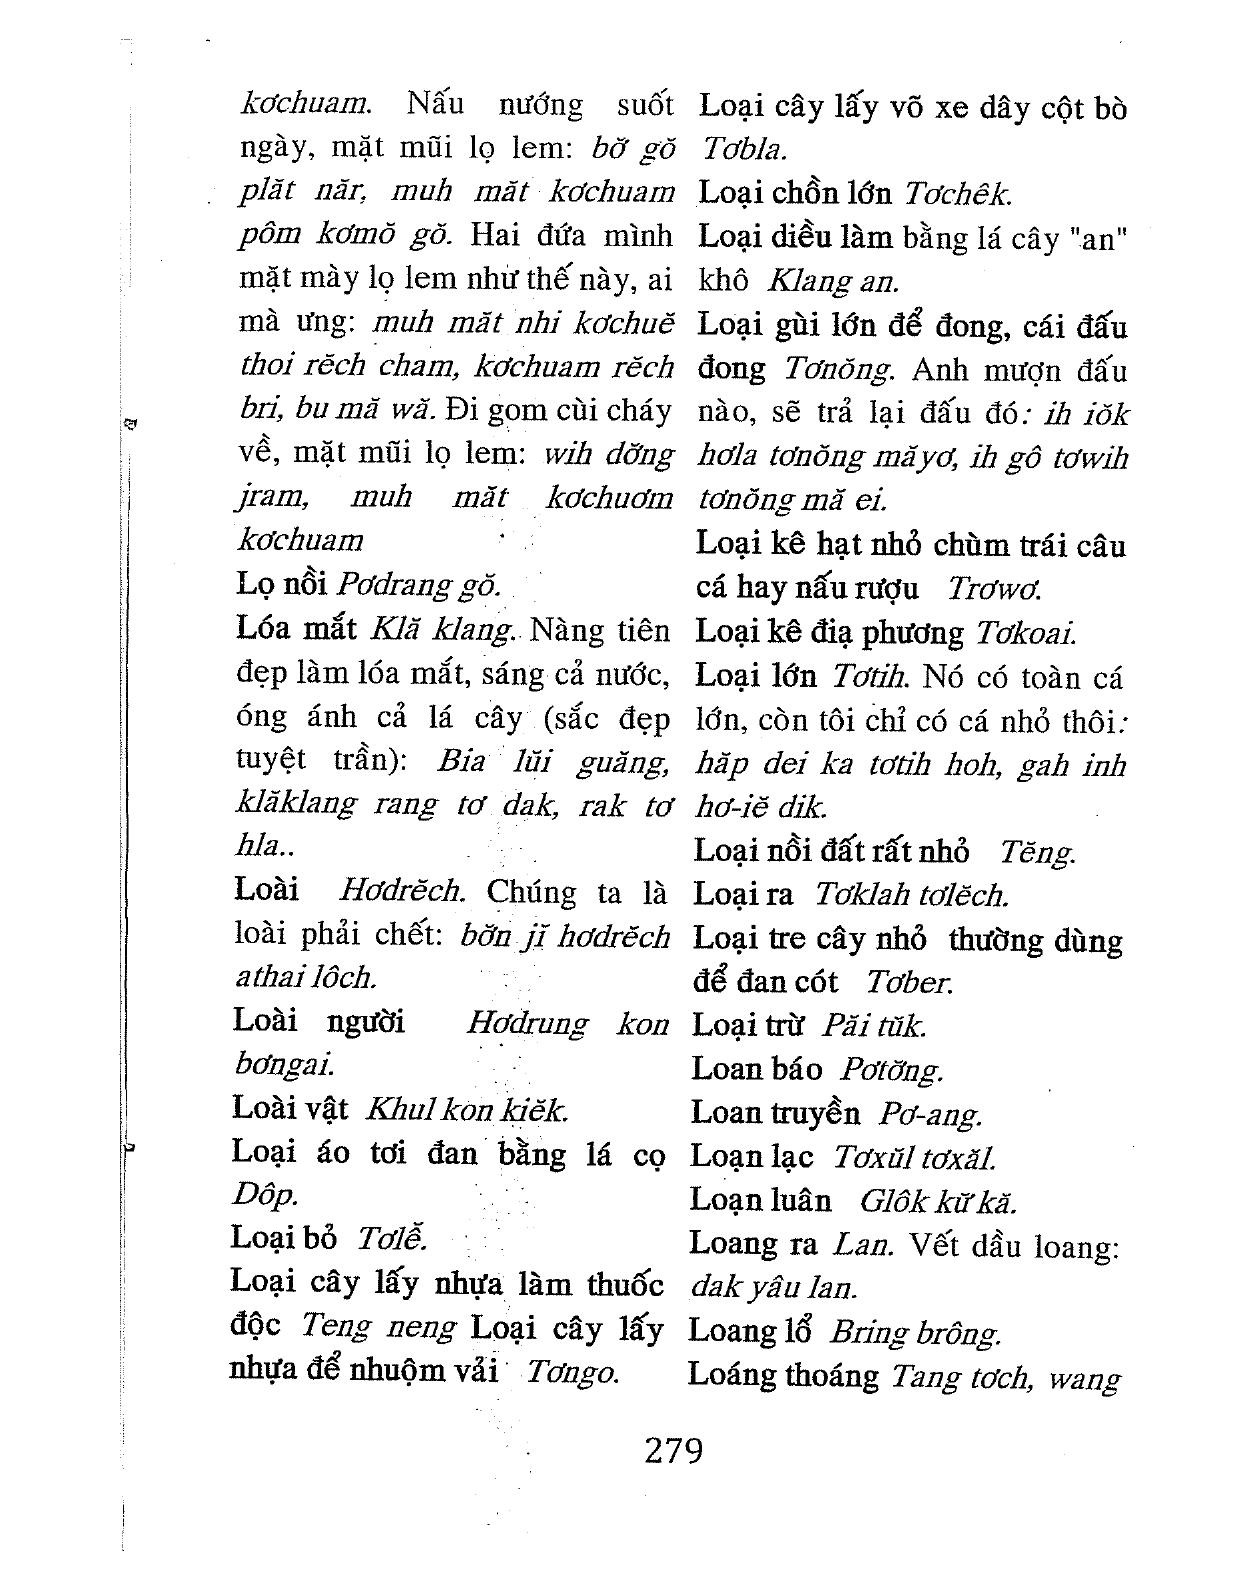 kơchuam. Nấu nướng suốt
ngày, mặt mũi lọ lem: bờ̆ gŏ
plăt năr, muh măt kơchuam
pôm kơmŏ gŏ. Hai đứa mình
mặt mày lọ lem như thế này, ai
mà ưng: muh măt nhi kơchuĕ
thoi rĕch cham, kơchuam rĕch
bri, bu mă wă. Đi gom cùi cháy
về, mặt mũi lọ lem: wih dơ̆ng
jram, muh măt kơchuơm
kơchuam
Lọ nồi Pơdrang gŏ.
Lóa mắt Klă klang. Nàng tiên
đẹp làm lóa mắt, sáng cả nước,
óng ánh cả lá cây (sắc đẹp
tuyệt trần): Bia lŭi guăng,
klăklang rang tơ dak, rak tơ
hla..
Loài Hơdrĕch. Chúng ta là
loài phải chết: bơ̆n jĭ hơdrĕch
athai lôch.
Loài người Hơdrung kon
bơngai.
Loài vật Khul kon kiĕk.
Loại áo tơi đan bằng lá cọ
Dôp.
Loại bỏ Tơlê̆.
Loại cây lấy nhựa làm thuốc
độc Teng neng Loại cây lấy
nhựa để nhuộm vải Tơngo.
Loại cây lấy võ xe dây cột bò
Tơbla.
Loại chồn lớn Tơchêk.
Loại diều làm bằng lá cây "an"
khô Klang an.
Loại gùi lớn để đong, cái đấu
đong Tơnŏng. Anh mượn đấu
nào, sẽ trả lại đấu đó: ih iŏk
hơla tơnŏng măyơ, ih gô tơwih
tơnŏng mă ei.
Loại kê hạt nhỏ chùm trái câu
cá hay nấu rượu Trơwơ.
Loại kê điạ phương Tơkoai.
Loại lớn Tơtih. Nó có toàn cá
lớn, còn tôi chỉ có cá nhỏ thôi:
hăp dei ka tơtih hoh, gah inh
hơ-iĕ dik.
Loại nồi đất rất nhỏ Tĕng.
Loại ra Tơklah tơlĕch.
Loại tre cây nhỏ thường dùng
để đan cót Tơber.
Loại trừ Păi tŭk.
Loan báo Pơtơ̆ng.
Loan truyền Pơ-ang.
Loạn lạc Tơxŭl tơxăl.
Loạn luân Glôk kư̆ kă.
Loang ra Lan. Vết dầu loang:
dak yâu lan.
Loang lổ Bring brông.
Loáng thoáng Tang tơch, wang
279